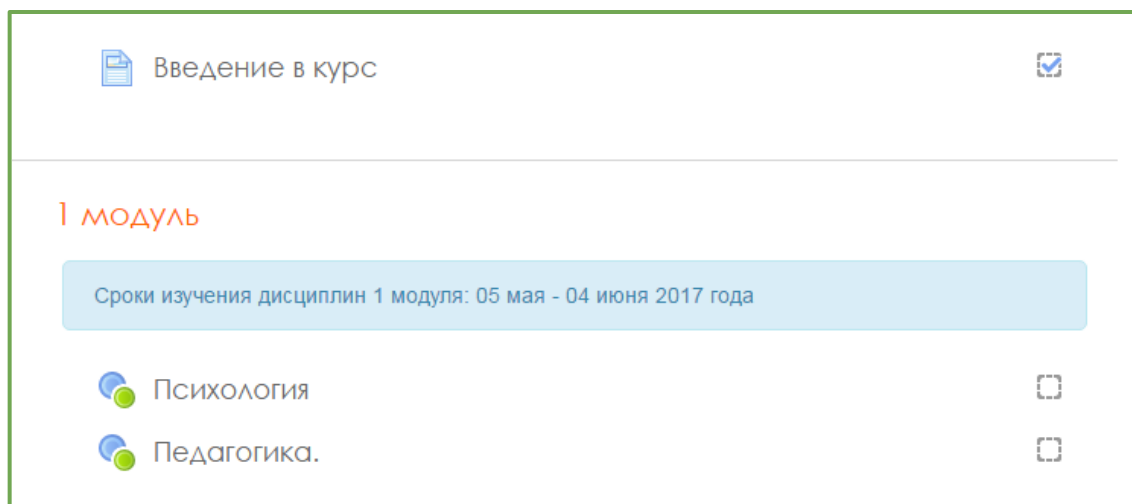 Введение в курс
1 модуль
Сроки изучения дисциплин 1 модуля: 05 мая - 04 июня 2017 года
Психология
Педагогика.